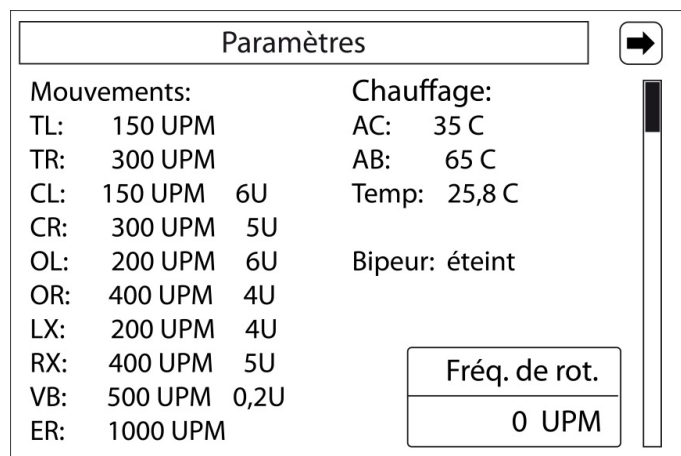 Paramètres
Mouvements:
TL: 150 UPM
TR: 300 UPM
CL: 150 UPM 6U
CR: 300 UPM 5U
OL: 200 UPM 6U
OR: 400 UPM 4U
LX: 200 UPM 4U
RX: 400 UPM 5U
VB: 500 UPM 0,2U
ER: 1000 UPM
Chauffage:
AC: 35 C
AB: 65 C
Temp: 25,8 C
Bipeur: éteint
Fréq. de rot.
0 UPM